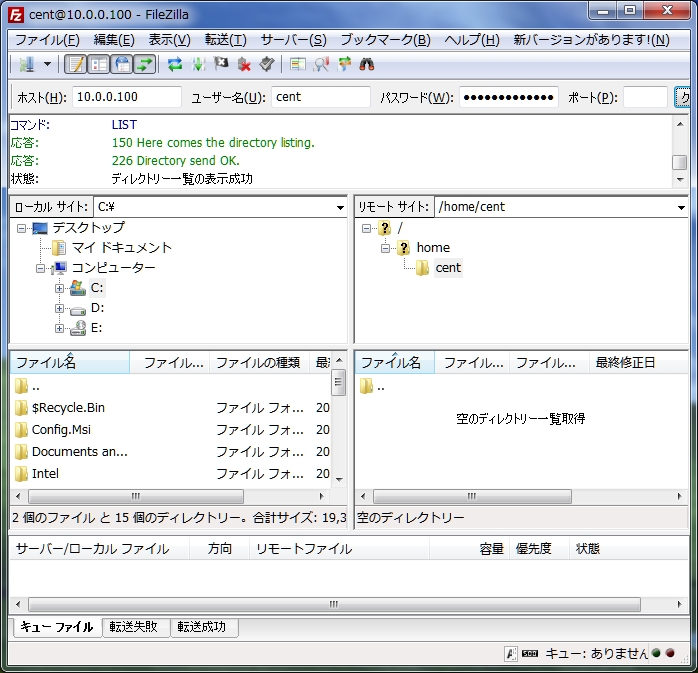 cent@10.0.0.100 - FileZilla
ファイル(F) 編集(E) 表示(V) 転送(T) サーバー(S) ブックマーク(B) ヘルプ(H) 新バージョンがあります!(N)
ホスト(H): 10.0.0.100 ユーザー名(U): cent パスワード(W): ●●●●●●●●●●●●● ポート(P): ク
コマンド: LIST
応答: 150 Here comes the directory listing.
応答: 226 Directory send OK.
状態: ディレクトリー一覧の表示成功
ローカル サイト: C:¥
デスクトップ
マイ ドキュメント
コンピューター
C:
D:
E:
リモート サイト: /home/cent
/
home
cent
ファイル名 ファイル... ファイルの種類 最
..
$Recycle.Bin ファイル フォ... 20
Config.Msi ファイル フォ... 20
Documents an... ファイル フォ... 20
Intel ファイル フォ... 20
2 個のファイル と 15 個のディレクトリー。合計サイズ: 19,3
ファイル名 ファイル... ファイル... 最終修正日
..
空のディレクトリー一覧取得
空のディレクトリー
サーバー/ローカル ファイル 方向 リモートファイル 容量 優先度 状態
キュー ファイル 転送失敗 転送成功
キュー: ありません